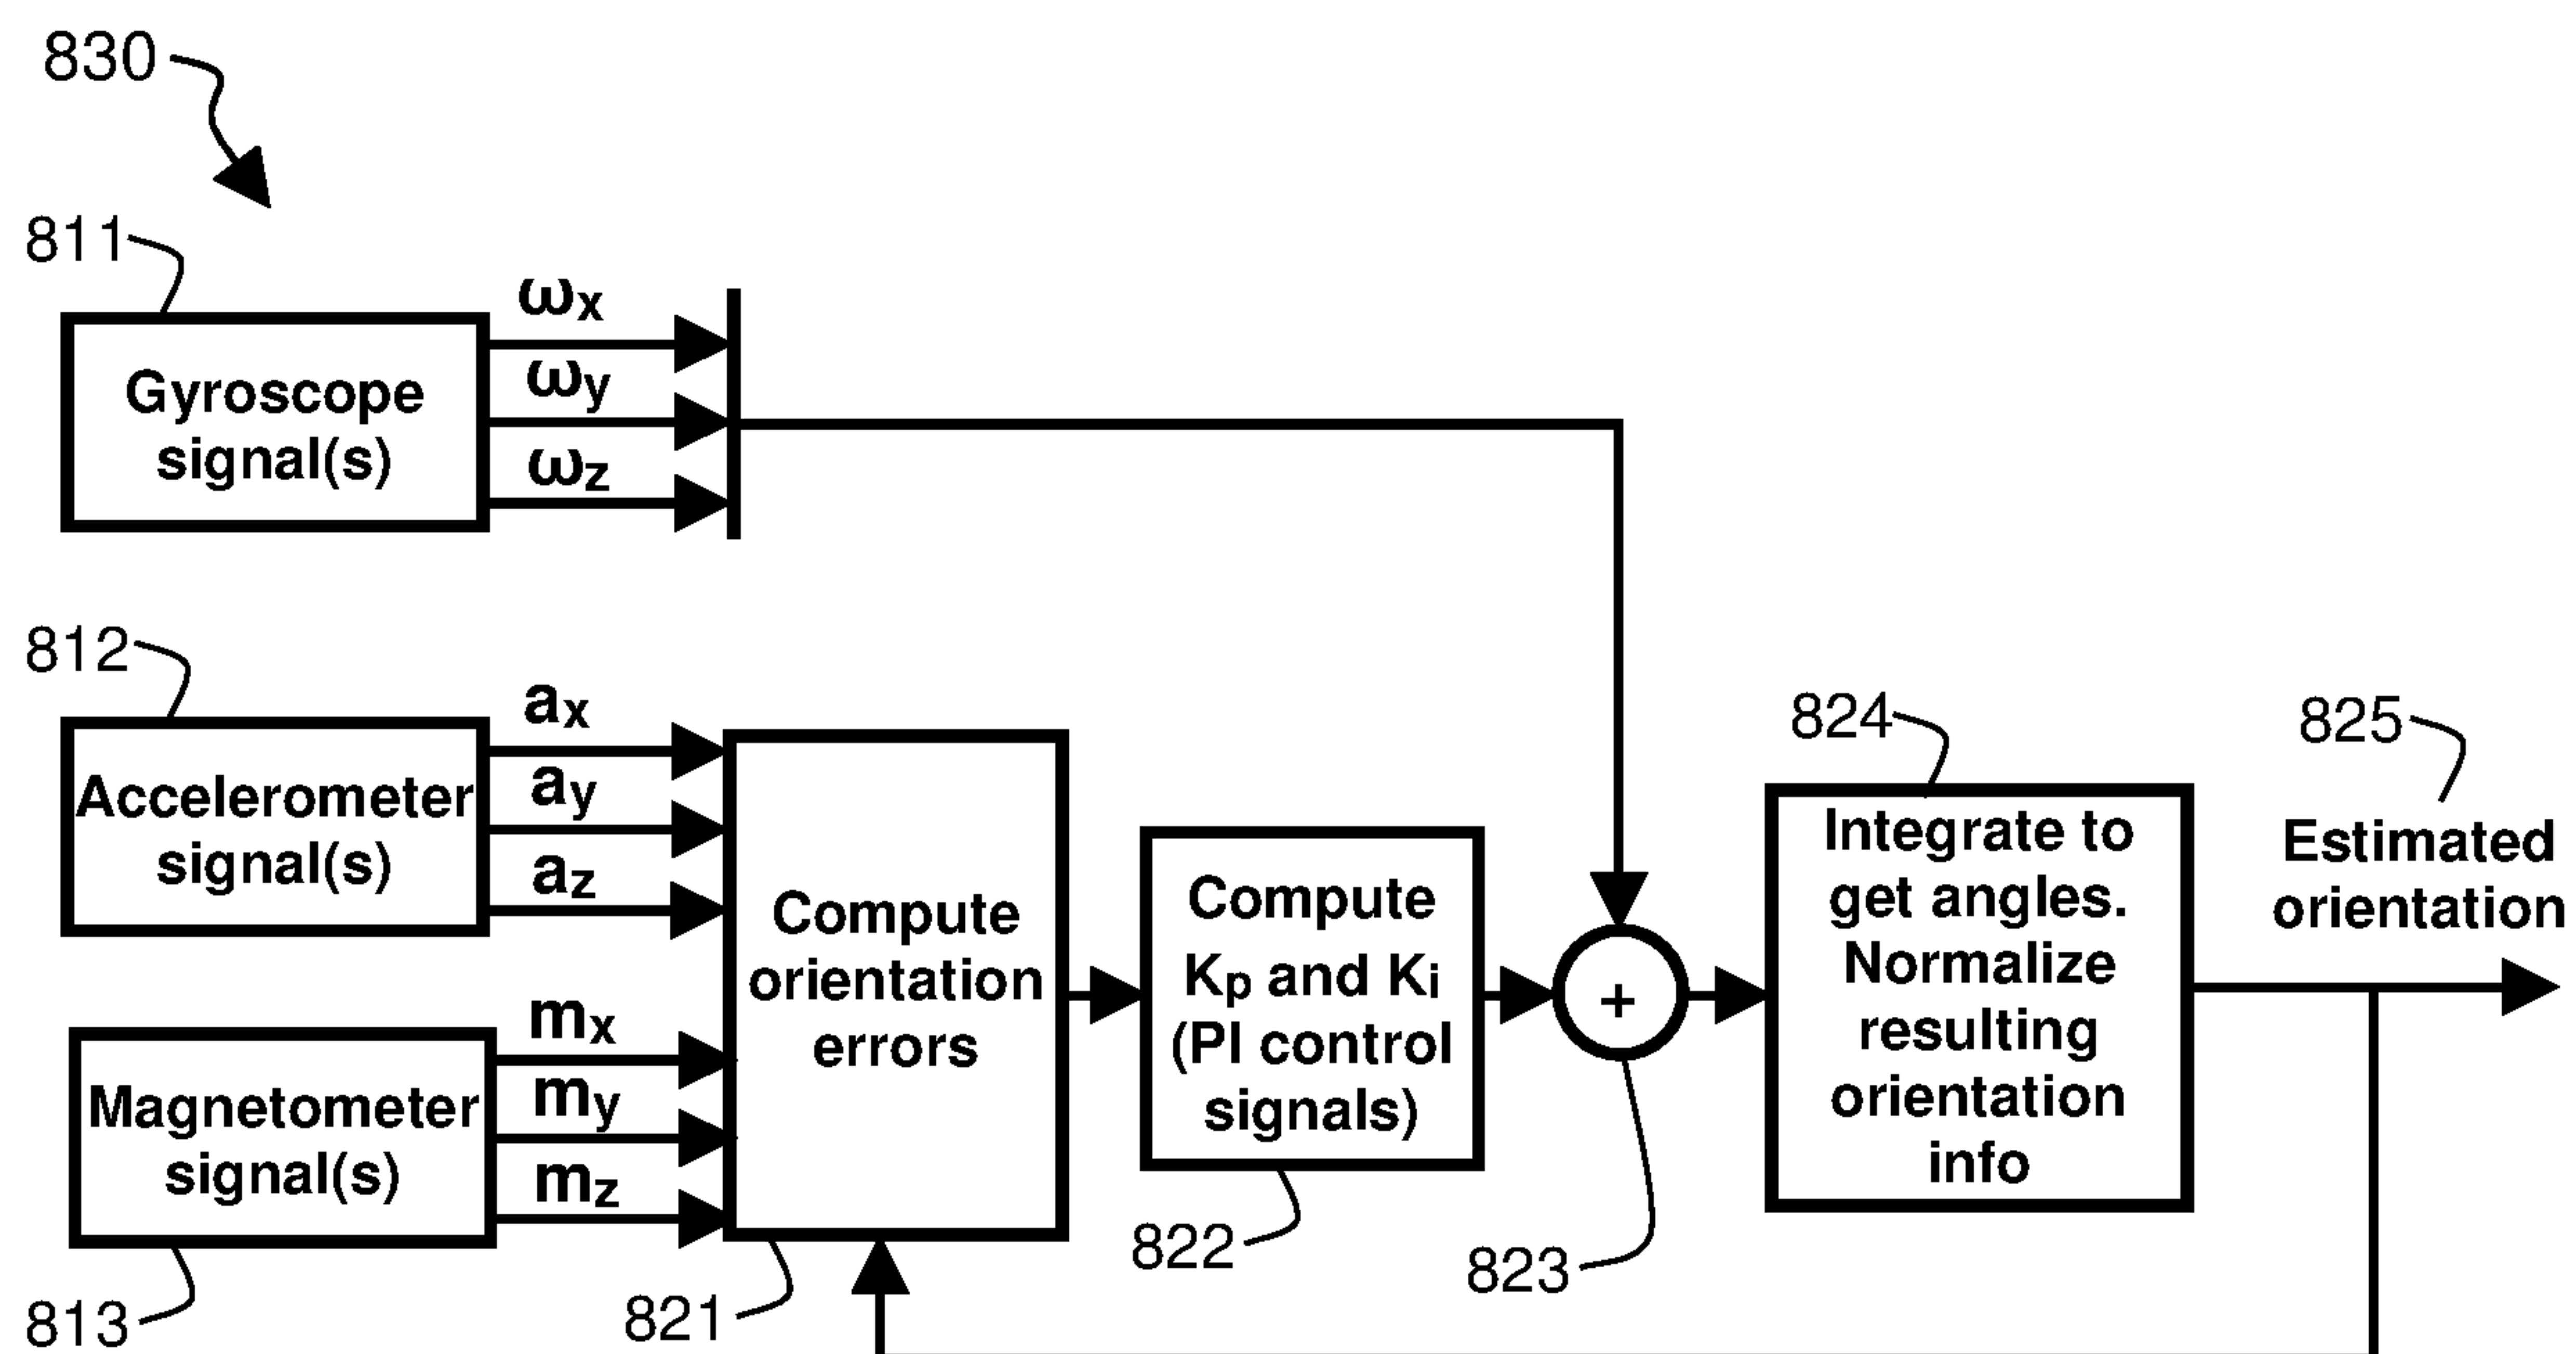 830
811
Gyroscope
signal(s)
ωx
ωy
ωz
812
Accelerometer
signal(s)
ax
ay
az
Magnetometer
signal(s)
mx
my
mz
813
Compute
orientation
errors
821
Compute
Kp and Ki
(PI control
signals)
822
+
823
824
Integrate to
get angles.
Normalize
resulting
orientation
info
825
Estimated
orientation